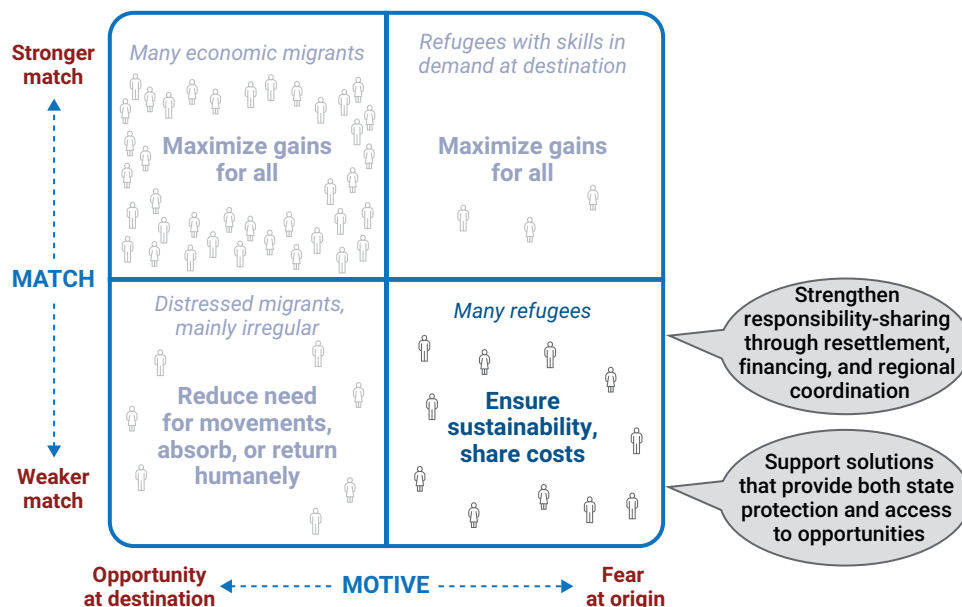 Stronger
match
MATCH
Weaker
match
Many economic migrants
Maximize gains
for all
Refugees with skills in
demand at destination
Maximize gains
for all
Distressed migrants,
mainly irregular
Reduce need
for movements,
absorb, or return
humanely
Many refugees
Ensure
sustainability,
share costs
Strengthen
responsibility-sharing
through resettlement,
financing, and regional
coordination
Support solutions
that provide both state
protection and access
to opportunities
Opportunity
at destination
MOTIVE
Fear
at origin